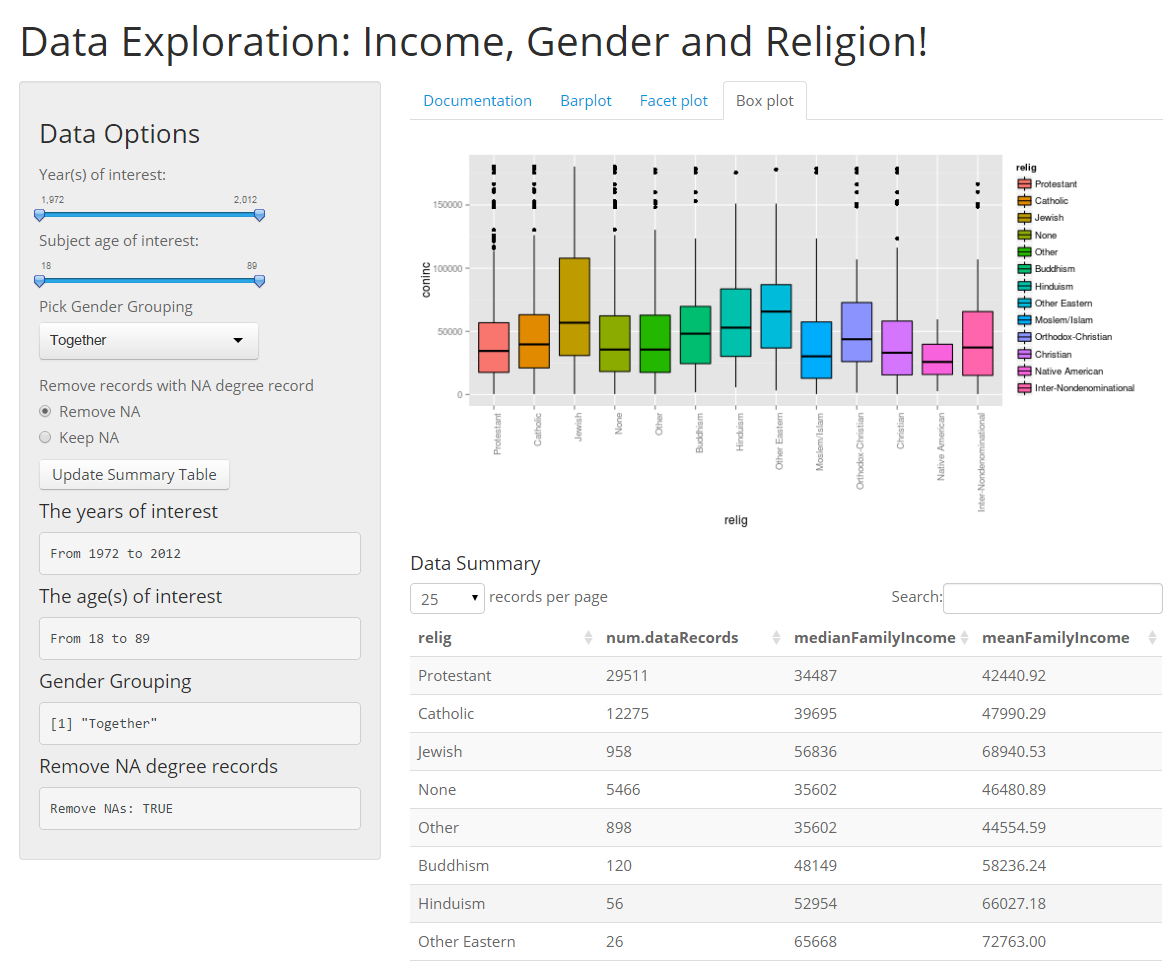 Data Exploration: Income, Gender and Religion!
Data Options
Year(s) of interest:
1,972 2,012
Subject age of interest:
18 89
Pick Gender Grouping
Together
Remove records with NA degree record
Remove NA
Keep NA
Update Summary Table
The years of interest
From 1972 to 2012
The age(s) of interest
From 18 to 89
Gender Grouping
[1] "Together"
Remove NA degree records
Remove NAs: TRUE
Documentation Barplot Facet plot Box plot
coninc
150000
100000
50000
0
Protestant
Catholic
Jewish
None
Other
Buddhism
Hinduism
Other Eastern
Moslem/Islam
Orthodox-Christian
Christian
Native American
Inter-Nondenominational
relig
relig
Protestant
Catholic
Jewish
None
Other
Buddhism
Hinduism
Other Eastern
Moslem/Islam
Orthodox-Christian
Christian
Native American
Inter-Nondenominational
Data Summary
25 records per page Search:
relig num.dataRecords medianFamilyIncome meanFamilyIncome
Protestant 29511 34487 42440.92
Catholic 12275 39695 47990.29
Jewish 958 56836 68940.53
None 5466 35602 46480.89
Other 898 35602 44554.59
Buddhism 120 48149 58236.24
Hinduism 56 52954 66027.18
Other Eastern 26 65668 72763.00